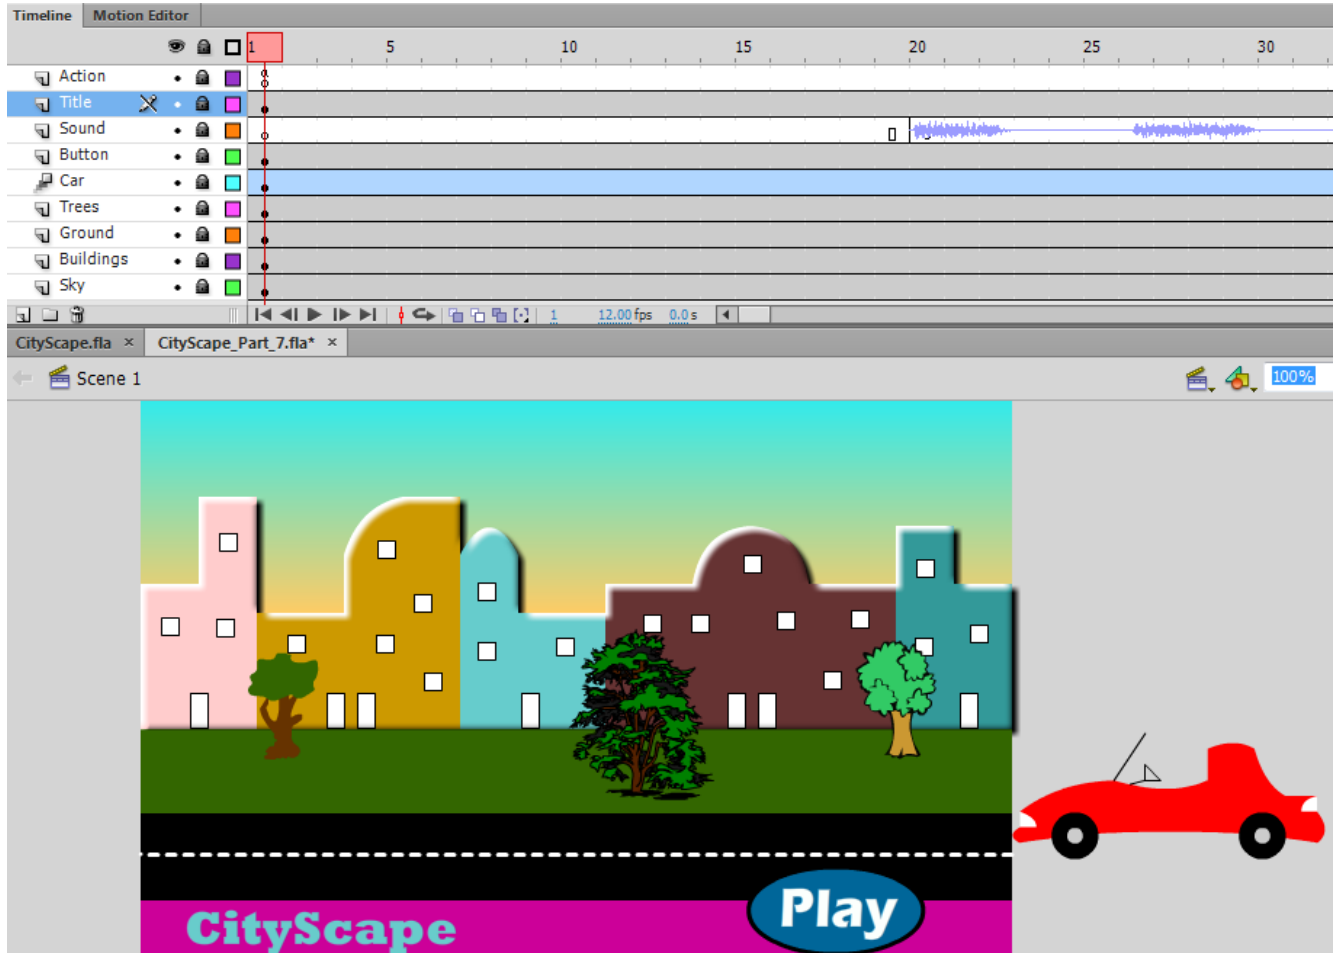 Timeline Motion Editor
1 5 10 15 20 25 30
Action
Title
Sound
Button
Car
Trees
Ground
Buildings
Sky
1 12.00 fps 0.0 s
CityScape.fla × CityScape_Part_7.fla* ×
Scene 1 100%
Play
CityScape